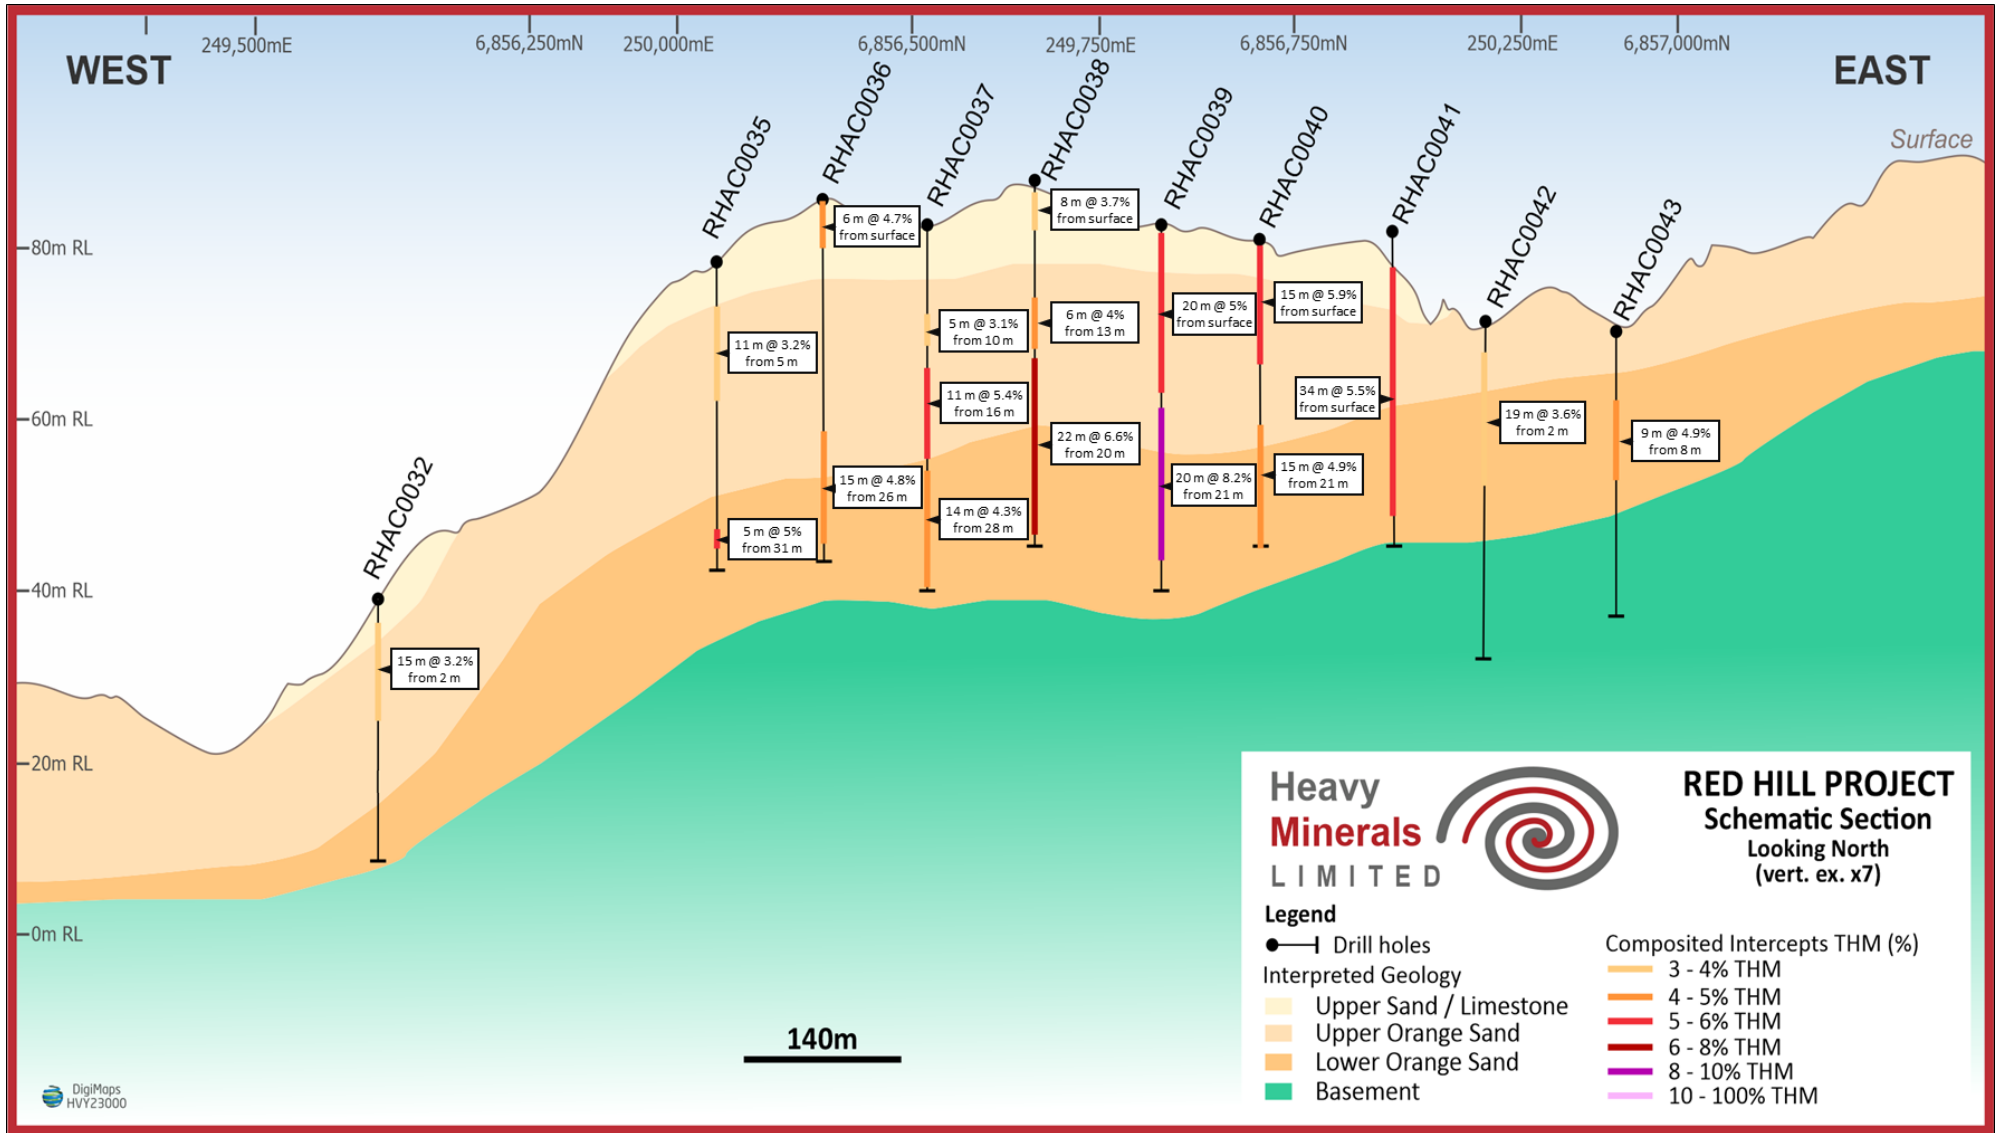 249,500mE
6,856,250mN
250,000mE
6,856,500mN
249,750mE
6,856,750mN
250,250mE
6,857,000mN
WEST
EAST
Surface
RHAC0032
RHAC0035
RHAC0036
RHAC0037
RHAC0038
RHAC0039
RHAC0040
RHAC0041
RHAC0042
RHAC0043
80m RL
60m RL
40m RL
20m RL
0m RL
15 m @ 3.2%
from 2 m
11 m @ 3.2%
from 5 m
5 m @ 5%
from 31 m
6 m @ 4.7%
from surface
15 m @ 4.8%
from 26 m
5 m @ 3.1%
from 10 m
11 m @ 5.4%
from 16 m
14 m @ 4.3%
from 28 m
8 m @ 3.7%
from surface
6 m @ 4%
from 13 m
22 m @ 6.6%
from 20 m
20 m @ 5%
from surface
20 m @ 8.2%
from 21 m
15 m @ 5.9%
from surface
15 m @ 4.9%
from 21 m
34 m @ 5.5%
from surface
19 m @ 3.6%
from 2 m
9 m @ 4.9%
from 8 m
Heavy
Minerals
LIMITED
RED HILL PROJECT
Schematic Section
Looking North
(vert. ex. x7)
Legend
Drill holes
Interpreted Geology
Upper Sand / Limestone
Upper Orange Sand
Lower Orange Sand
Basement
Composited Intercepts THM (%)
3 - 4% THM
4 - 5% THM
5 - 6% THM
6 - 8% THM
8 - 10% THM
10 - 100% THM
140m
DigiMaps
HVY23000